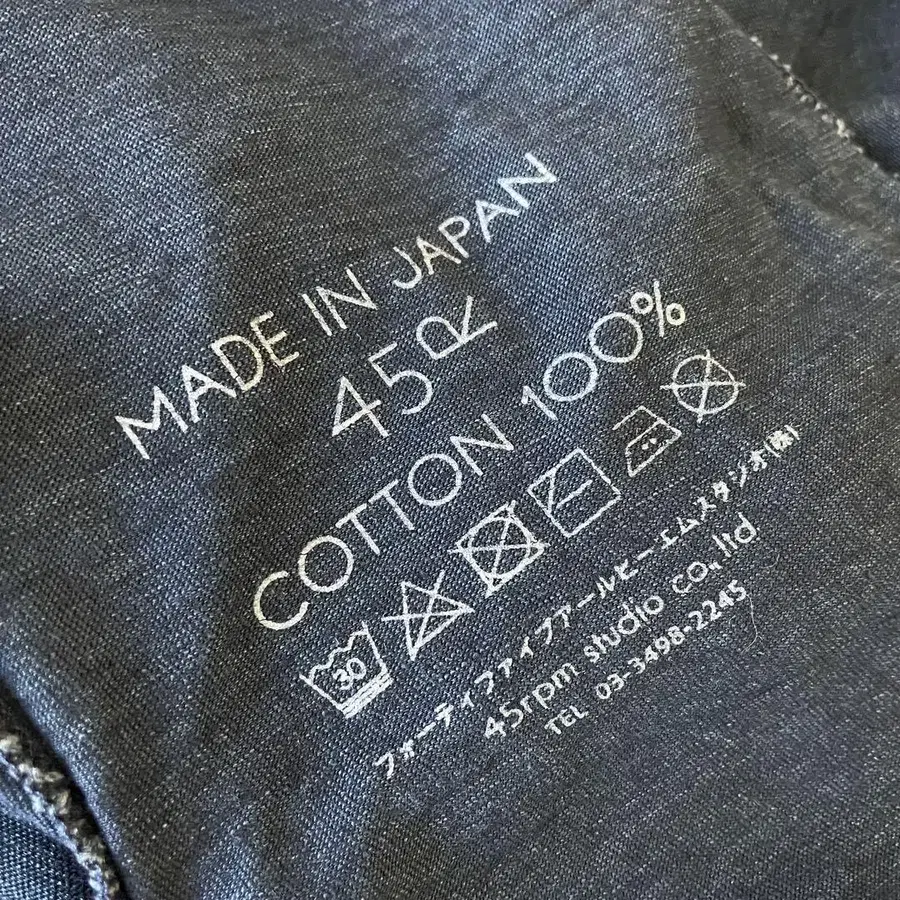 MADE IN JAPAN
45R
COTTON 100%
30
フォーティファイブアールピーエムスタジオ(株)
45rpm studio co.,ltd
TEL 03-3498-2245